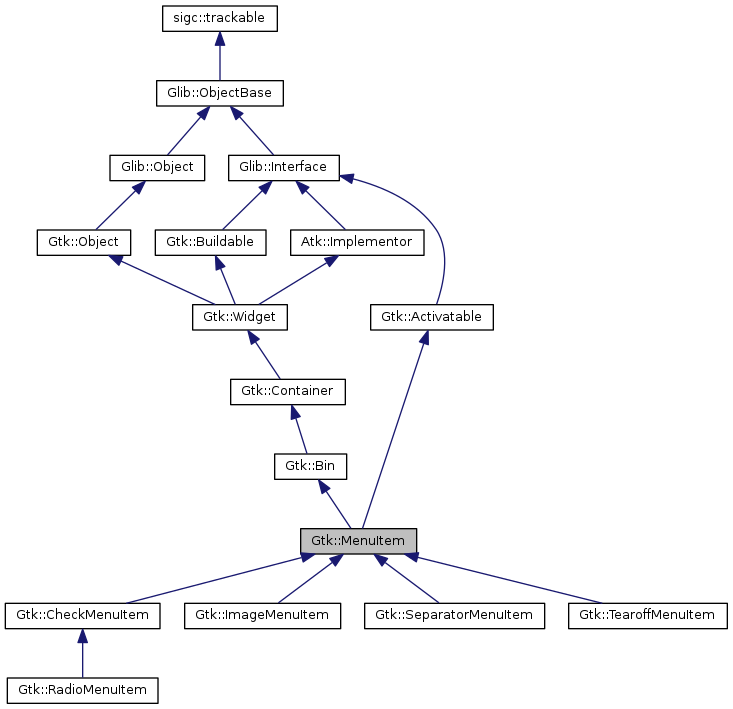 sigc::trackable
Glib::ObjectBase
Glib::Object
Glib::Interface
Gtk::Object
Gtk::Buildable
Atk::Implementor
Gtk::Widget
Gtk::Activatable
Gtk::Container
Gtk::Bin
Gtk::MenuItem
Gtk::CheckMenuItem
Gtk::ImageMenuItem
Gtk::SeparatorMenuItem
Gtk::TearoffMenuItem
Gtk::RadioMenuItem